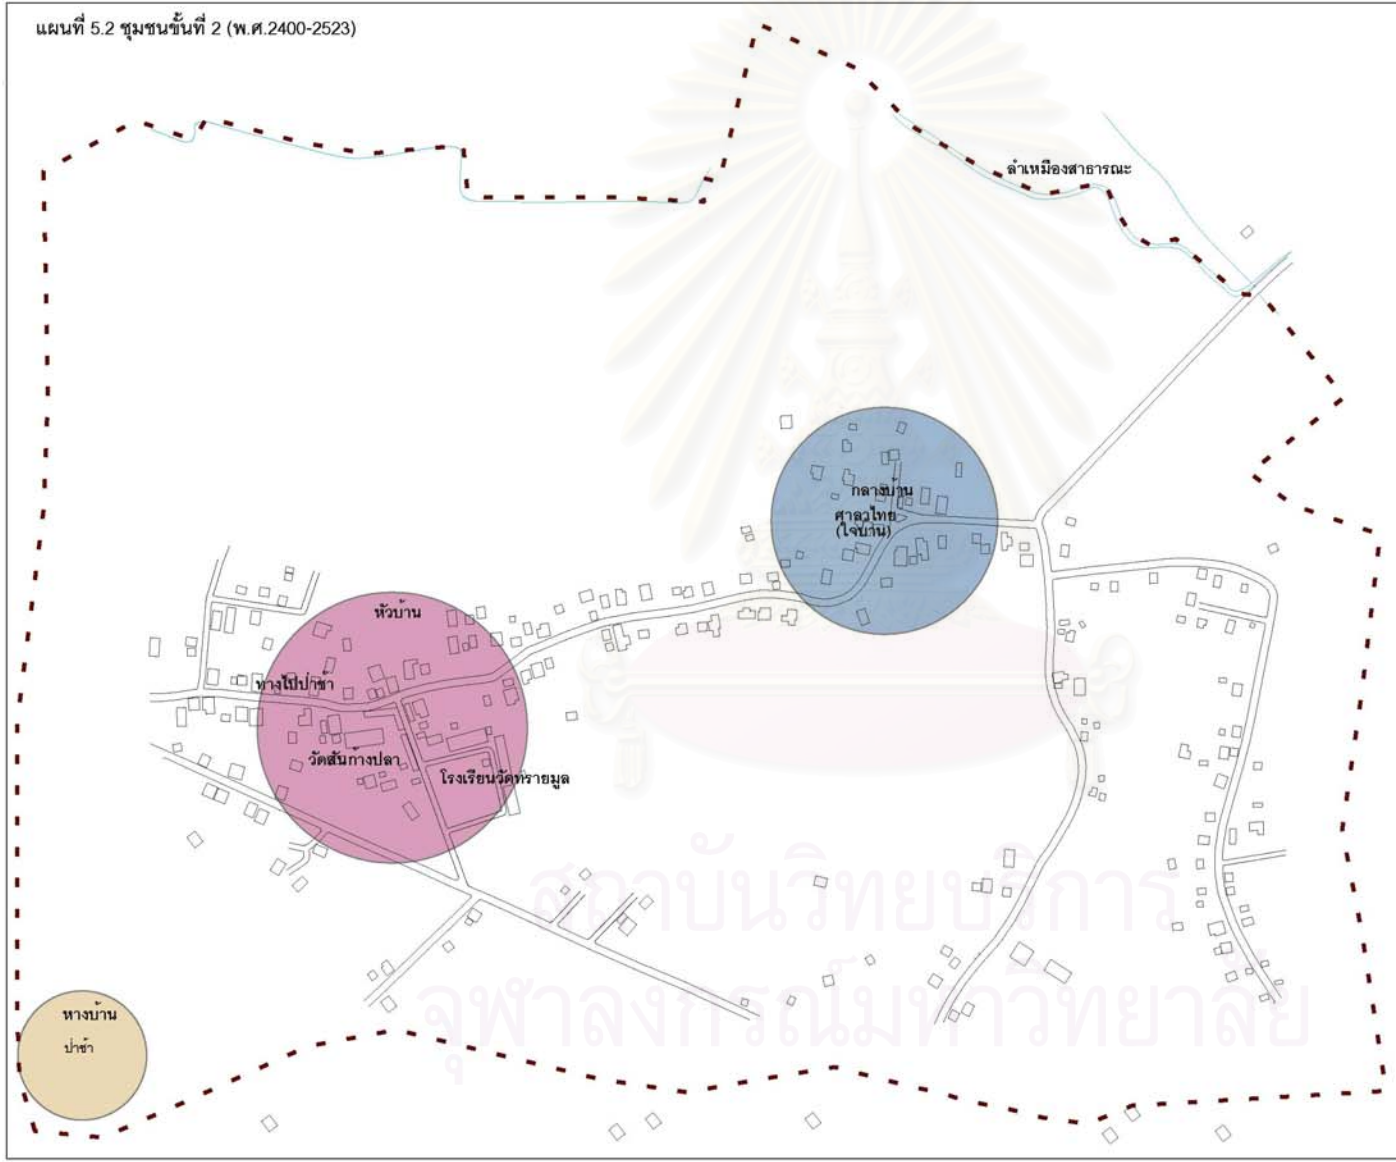 แผนที่ 5.2 ชุมชนขั้นที่ 2 (พ.ศ.2400-2523)
ลำเหมืองสาธารณะ
กลางบ้าน
ศาลาไทย
(ใจบ้าน)
หัวบ้าน
ทางไปป่าช้า
วัดสันก้างปลา
โรงเรียนวัดทรายมูล
สถาบันวิทยบริการ
จุฬาลงกรณ์มหาวิทยาลัย
หางบ้าน
ป่าช้า